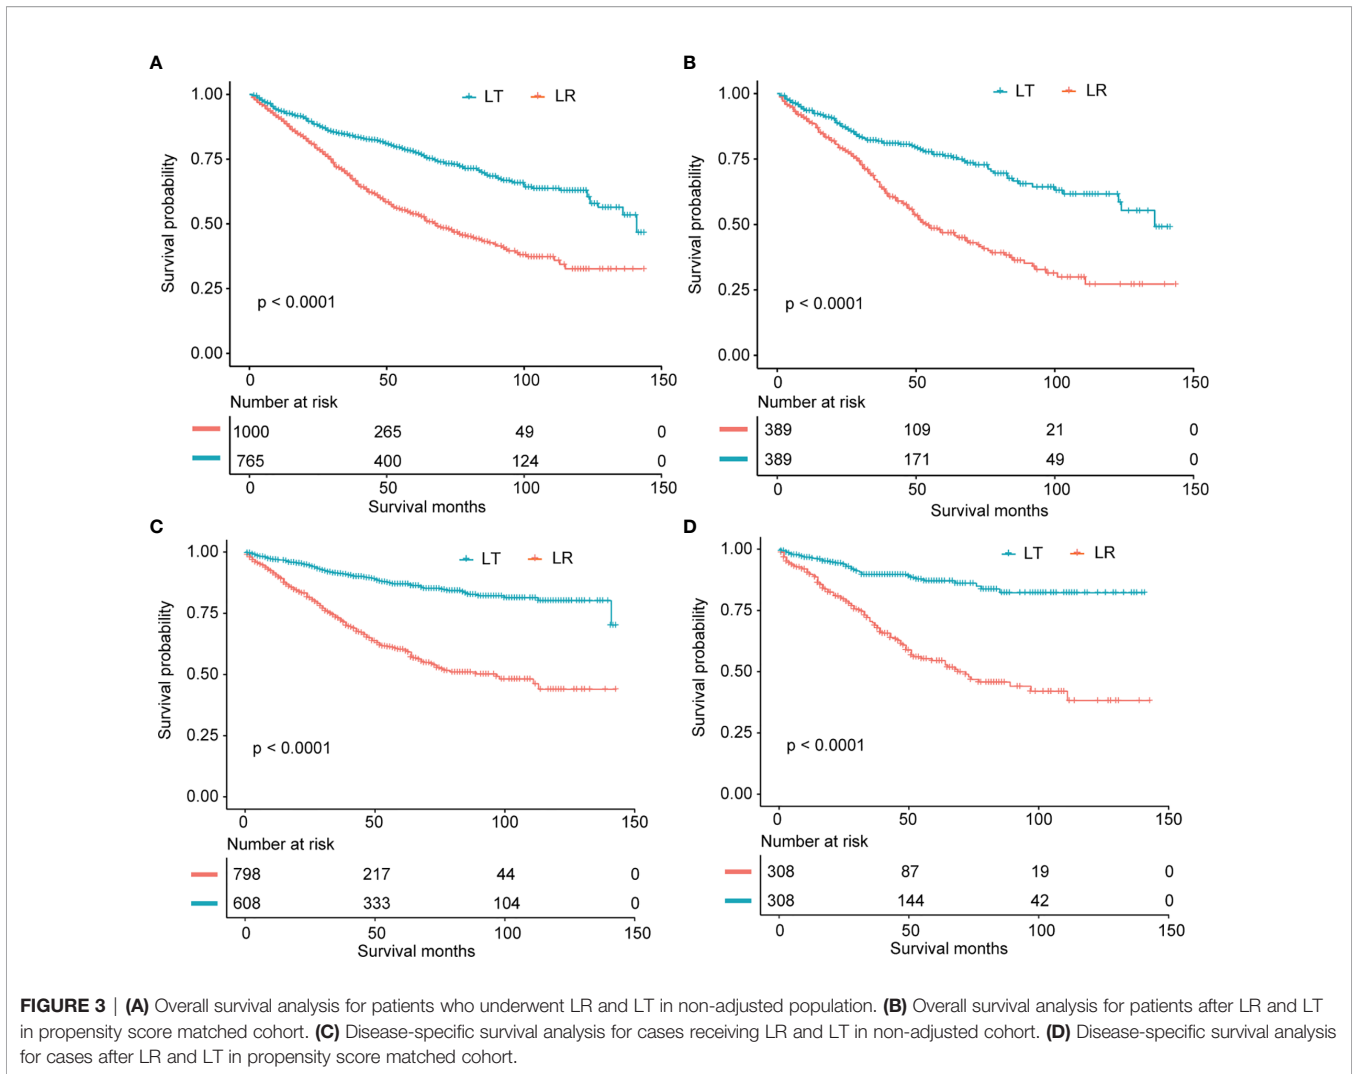 A
LT LR
1.00
0.75
0.50
0.25
0.00
Survival probability
p < 0.0001
0 50 100 150
Number at risk
1000 265 49 0
765 400 124 0
0 50 100 150
Survival months
B
LT LR
1.00
0.75
0.50
0.25
0.00
Survival probability
p < 0.0001
0 50 100 150
Number at risk
389 109 21 0
389 171 49 0
0 50 100 150
Survival months
C
LT LR
1.00
0.75
0.50
0.25
0.00
Survival probability
p < 0.0001
0 50 100 150
Number at risk
798 217 44 0
608 333 104 0
0 50 100 150
Survival months
D
LT LR
1.00
0.75
0.50
0.25
0.00
Survival probability
p < 0.0001
0 50 100 150
Number at risk
308 87 19 0
308 144 42 0
0 50 100 150
Survival months
FIGURE 3 | (A) Overall survival analysis for patients who underwent LR and LT in non-adjusted population. (B) Overall survival analysis for patients after LR and LT
in propensity score matched cohort. (C) Disease-specific survival analysis for cases receiving LR and LT in non-adjusted cohort. (D) Disease-specific survival analysis
for cases after LR and LT in propensity score matched cohort.